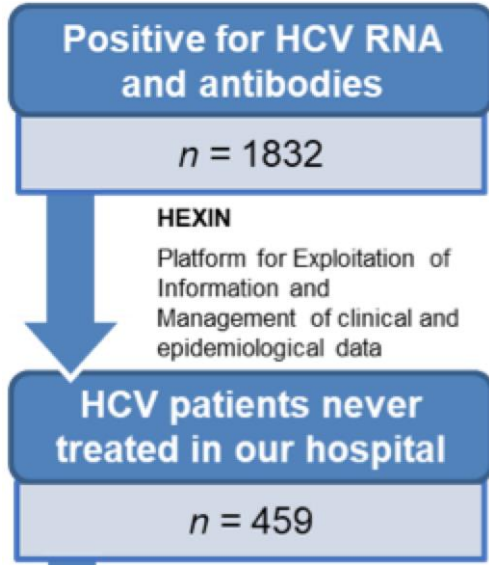 Positive for HCV RNA
and antibodies
n = 1832
HEXIN
Platform for Exploitation of
Information and
Management of clinical and
epidemiological data
HCV patients never
treated in our hospital
n = 459